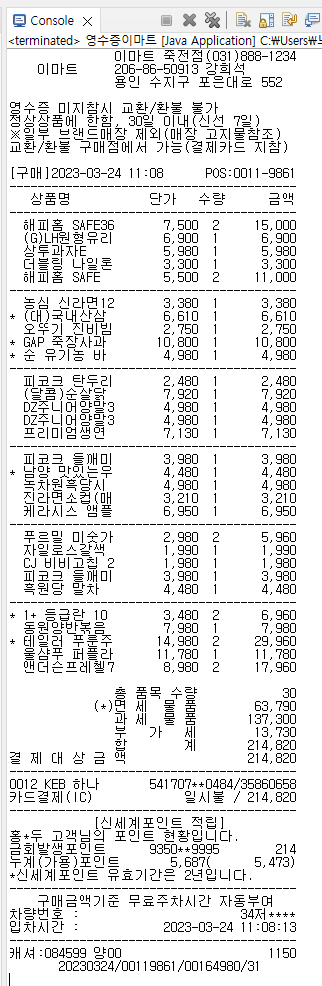 Console
<terminated> 영수증이마트 [Java Application] C:₩Users₩
이마트 죽전점(031)888-1234
이마트 206-86-50913 강희석
용인 수지구 포은대로 552
영수증 미지참시 교환/환불 불가
정상상품에 한함, 30일 이내(신선 7일)
※일부 브랜드매장 제외(매장 고지물참조)
교환/환불 구매점에서 가능(결제카드 지참)
[구매]2023-03-24 11:08 POS:0011-9861
상품명 단가 수량 금액
해피홈 SAFE36 7,500 2 15,000
(G)LH원형유리 6,900 1 6,900
상투과자E 5,980 1 5,980
더블링 나일론 3,300 1 3,300
해피홈 SAFE 5,500 2 11,000
농심 신라면12 3,380 1 3,380
* (대)국내산삼 6,610 1 6,610
오뚜기 진비빔 2,750 1 2,750
* GAP 죽장사과 10,800 1 10,800
* 순 유기농 바 4,980 1 4,980
피코크 탄두리 2,480 1 2,480
(달콤)순살닭 7,920 1 7,920
DZ주니어양말3 4,980 1 4,980
DZ주니어양말3 4,980 1 4,980
프리미엄생연 7,130 1 7,130
피코크 들깨미 3,980 1 3,980
* 남양 맛있는우 4,480 1 4,480
녹차원흑당시 4,980 1 4,980
진라면소컵(매 3,210 1 3,210
케라시스 앰플 6,950 1 6,950
푸르밀 미숫가 2,980 2 5,960
자일로스갈색 1,990 1 1,990
CJ 비비고칩 2 1,980 1 1,980
피코크 들깨미 3,980 1 3,980
흑원당 말차 4,480 1 4,480
* 1+ 등급란 10 3,480 2 6,960
동원양반볶음 7,980 1 7,980
* 데일리 푸룻주 14,980 2 29,960
울샴푸 퍼플라 11,780 1 11,780
앤더슨프레첼7 8,980 2 17,960
총 품목 수량 30
(*)면 세 물 품 63,790
과 세 물 품 137,300
부 가 세 13,730
합 계 214,820
결 제 대 상 금 액 214,820
0012 KEB 하나 541707**0484/35860658
카드결제(IC) 일시불 / 214,820
[신세계포인트 적립]
홍*두 고객님의 포인트 현황입니다.
금회발생포인트 9350**9995 214
누계(가용)포인트 5,687( 5,473)
*신세계포인트 유효기간은 2년입니다.
구매금액기준 무료주차시간 자동부여
차량번호 : 34저****
입차시간 : 2023-03-24 11:08:13
캐셔:084599 양00 1150
20230324/00119861/00164980/31